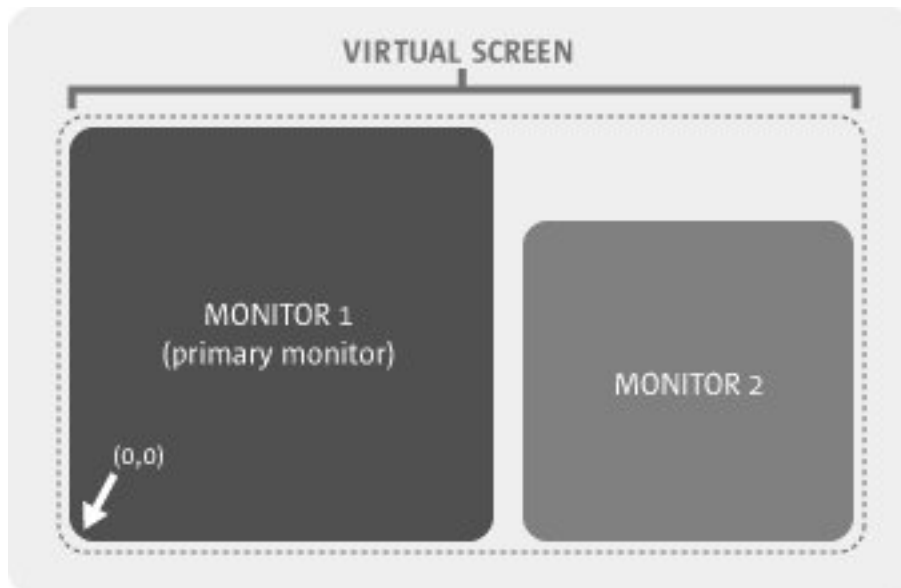 VIRTUAL SCREEN
MONITOR 1
(primary monitor)
MONITOR 2
(0,0)